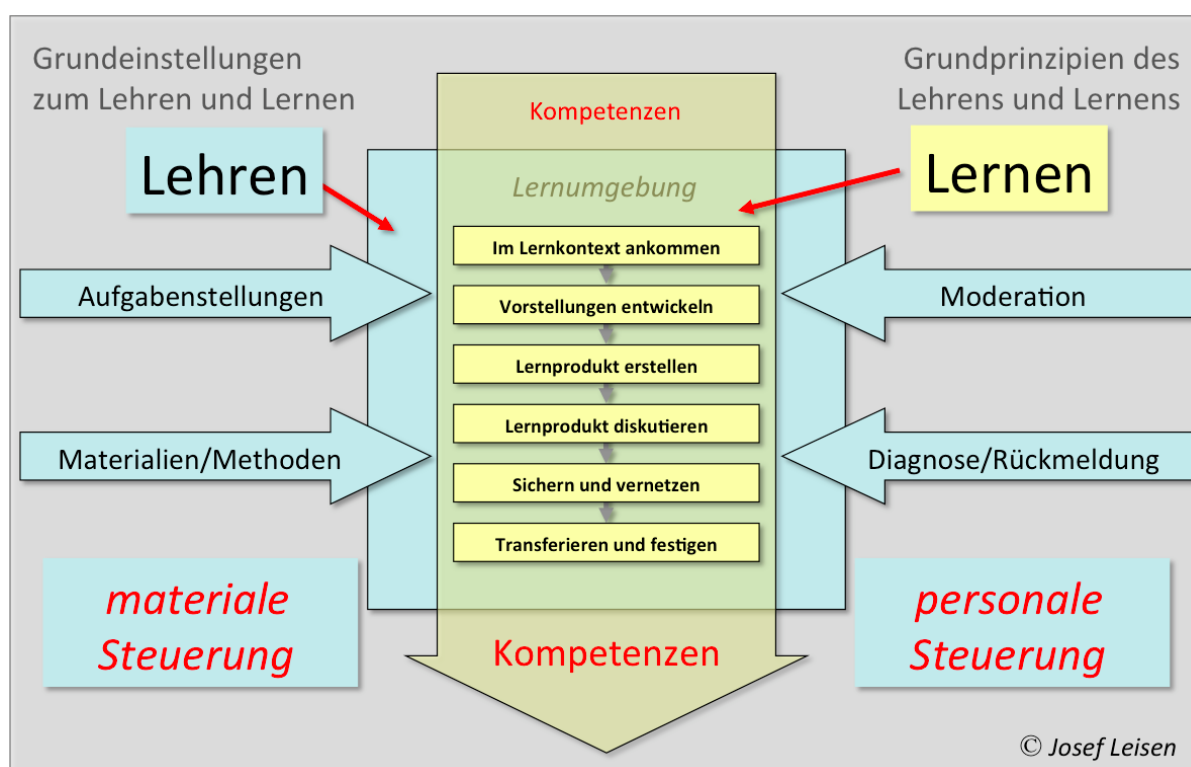 Grundeinstellungen
zum Lehren und Lernen
Grundprinzipien des
Lehrens und Lernens
Kompetenzen
Lehren
Lernen
Lernumgebung
Im Lernkontext ankommen
Aufgabenstellungen
Vorstellungen entwickeln
Moderation
Lernprodukt erstellen
Lernprodukt diskutieren
Materialien/Methoden
Sichern und vernetzen
Diagnose/Rückmeldung
Transferieren und festigen
materiale
Steuerung
Kompetenzen
personale
Steuerung
© Josef Leisen